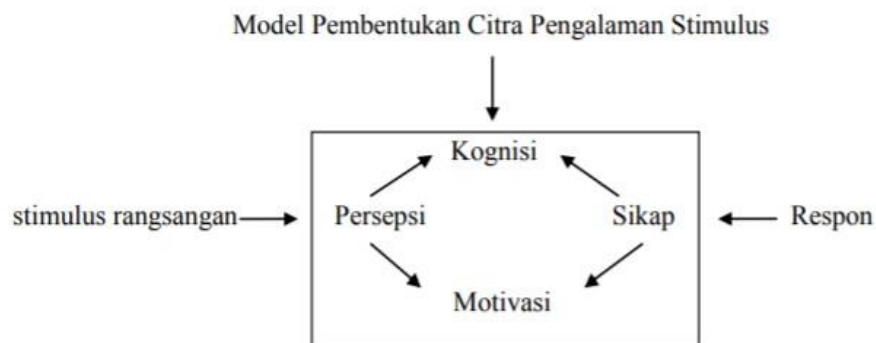 Model Pembentukan Citra Pengalaman Stimulus
Kognisi
stimulus rangsangan
Persepsi
Sikap
Respon
Motivasi